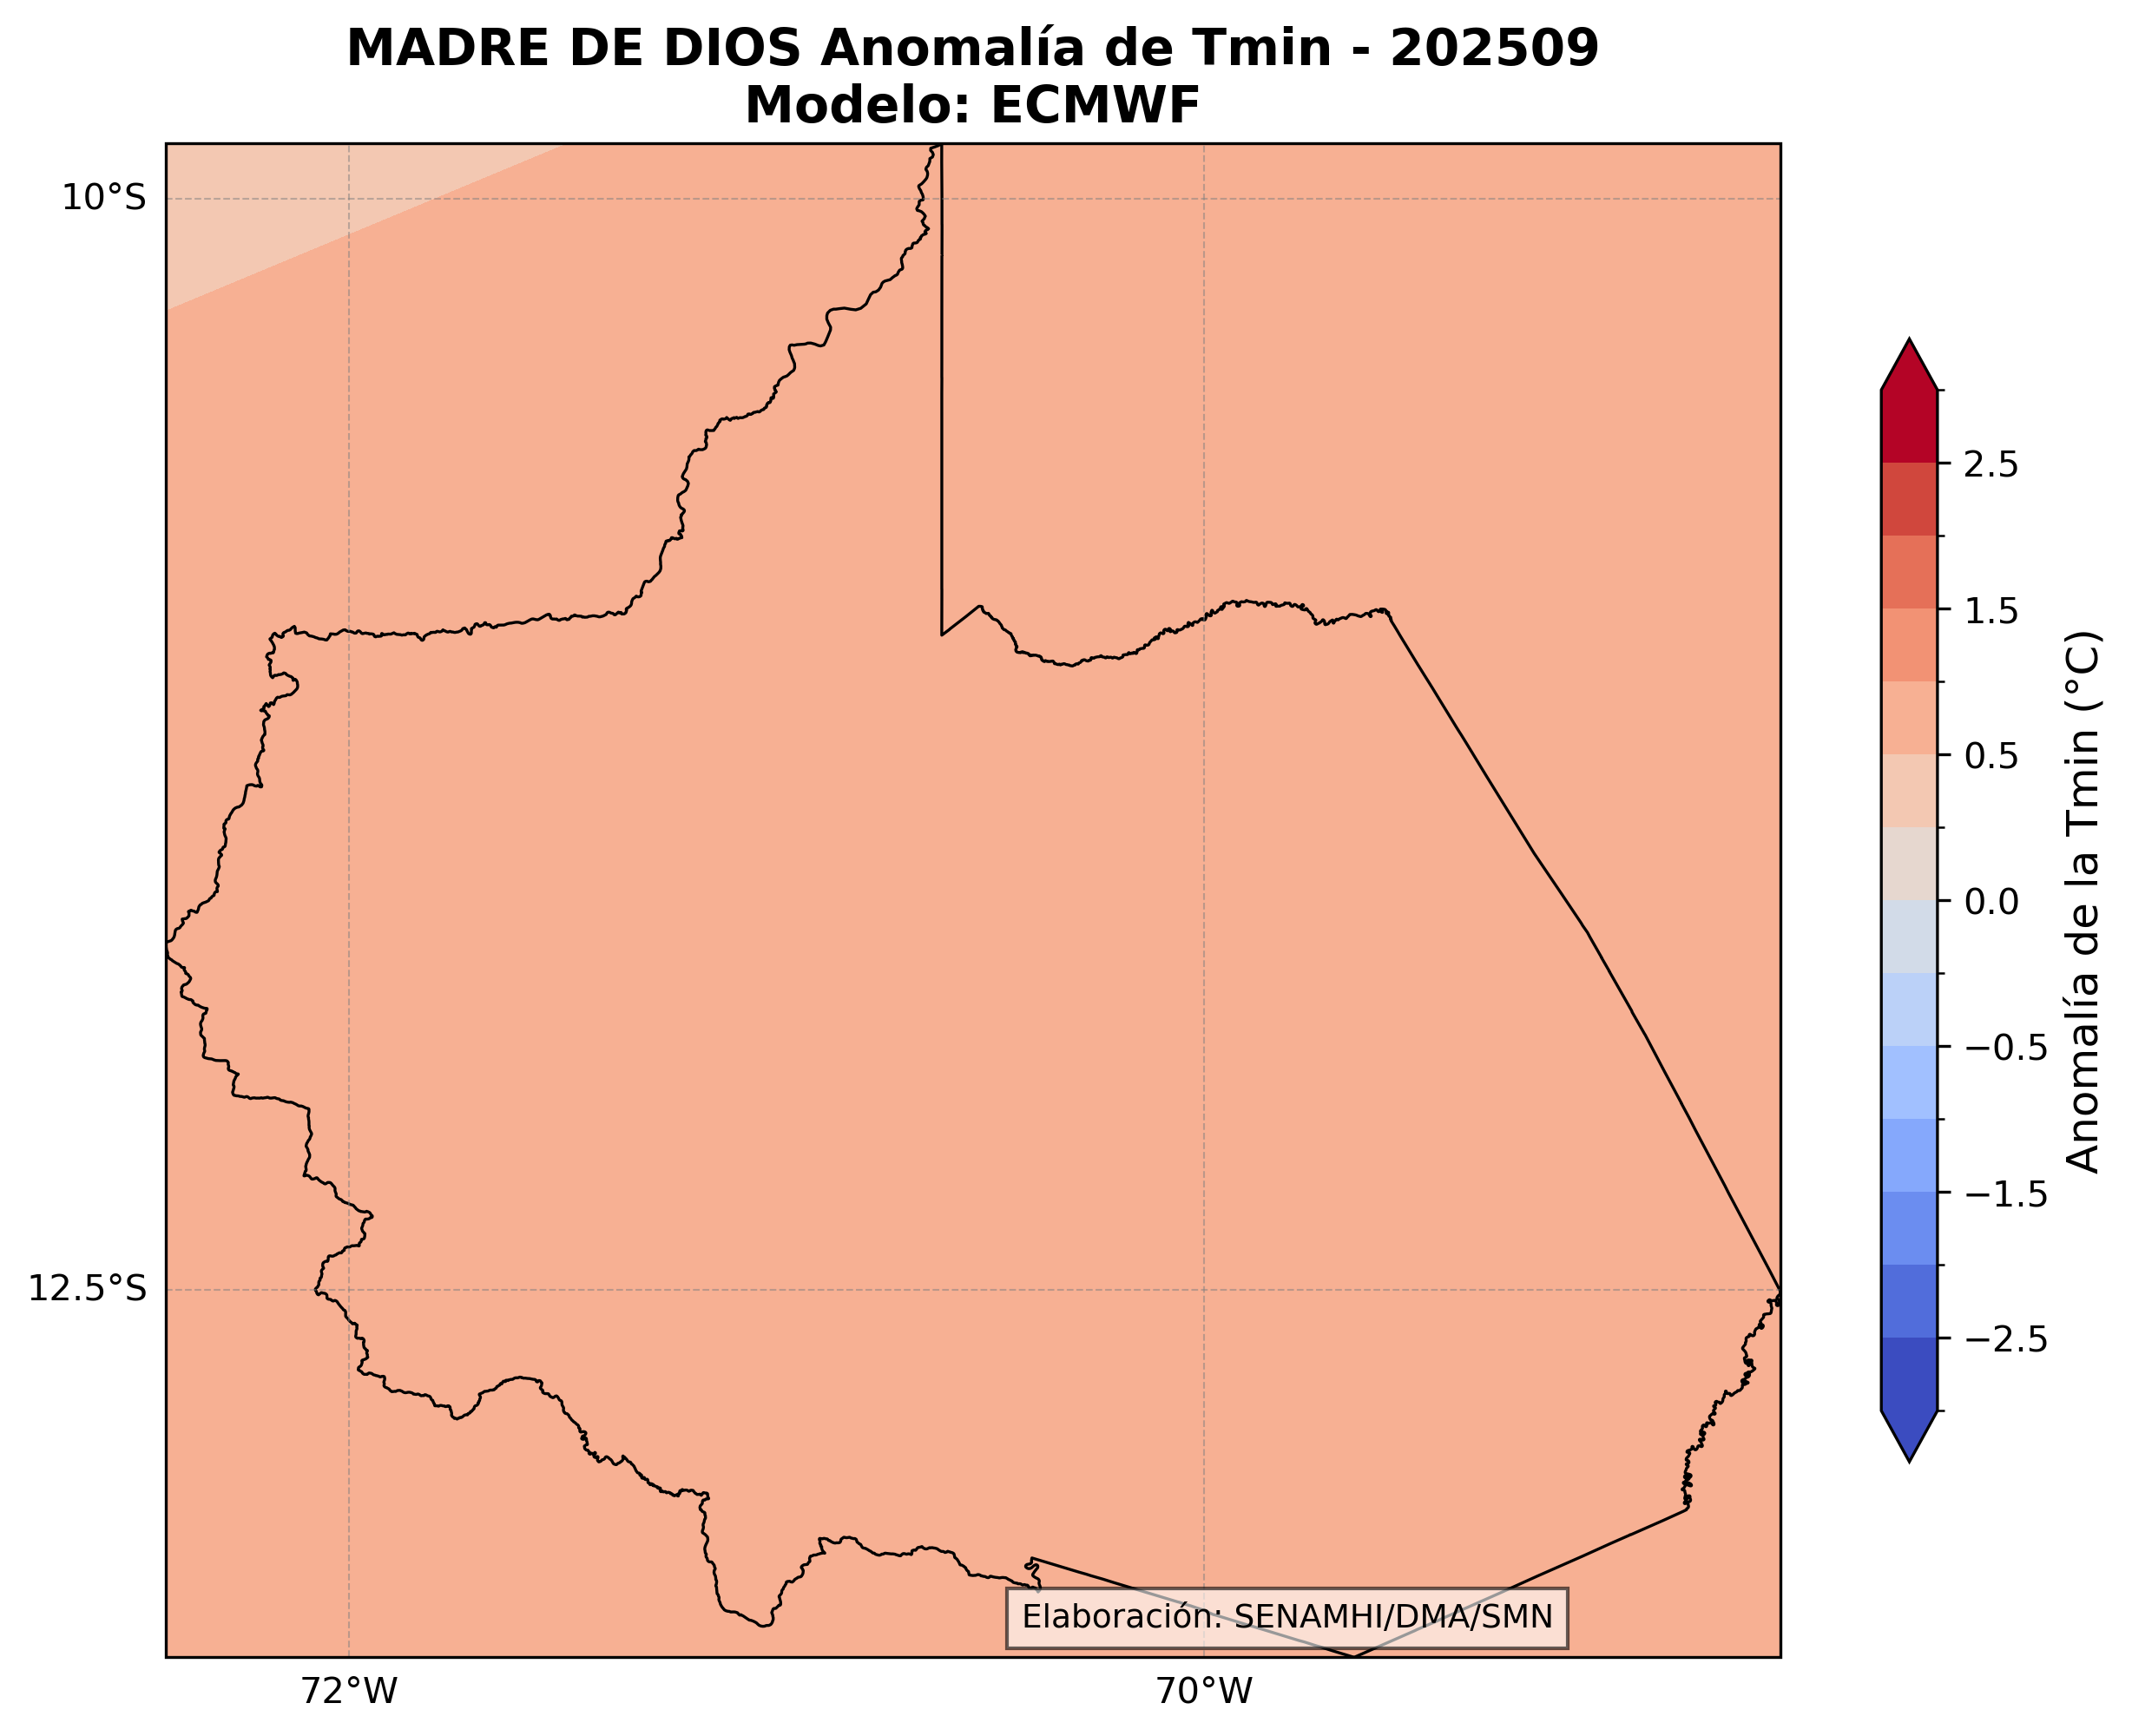 MADRE DE DIOS Anomalía de Tmin - 202509
Modelo: ECMWF
10°S
12.5°S
72°W
70°W
Elaboración: SENAMHI/DMA/SMN
2.5
1.5
0.5
0.0
−0.5
−1.5
−2.5
Anomalía de la Tmin (°C)